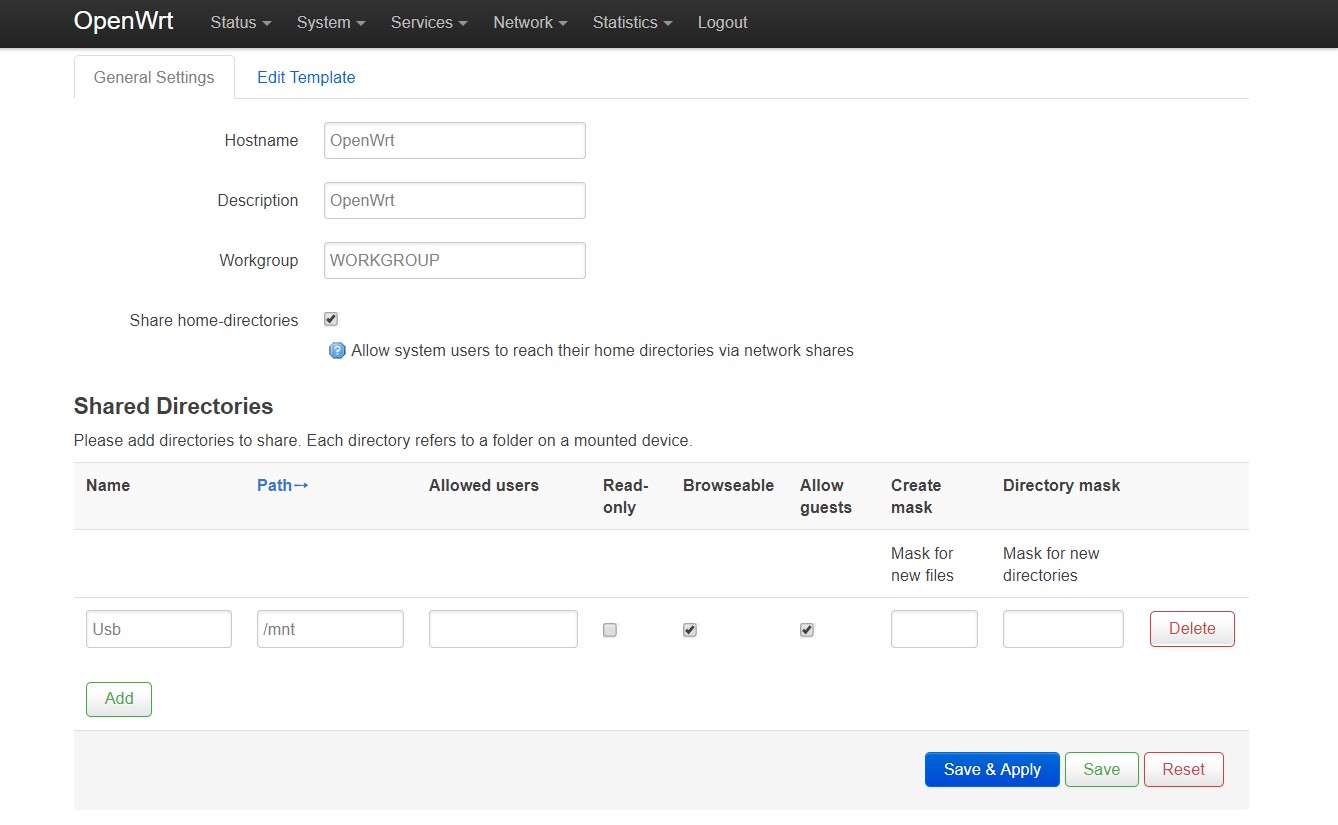 OpenWrt Status System Services Network Statistics Logout
General Settings Edit Template
Hostname OpenWrt
Description OpenWrt
Workgroup WORKGROUP
Share home-directories
Allow system users to reach their home directories via network shares
Shared Directories
Please add directories to share. Each directory refers to a folder on a mounted device.
Name Path→ Allowed users Read-only Browseable Allow guests Create mask Directory mask
Mask for new files Mask for new directories
Usb /mnt Delete
Add
Save & Apply Save Reset